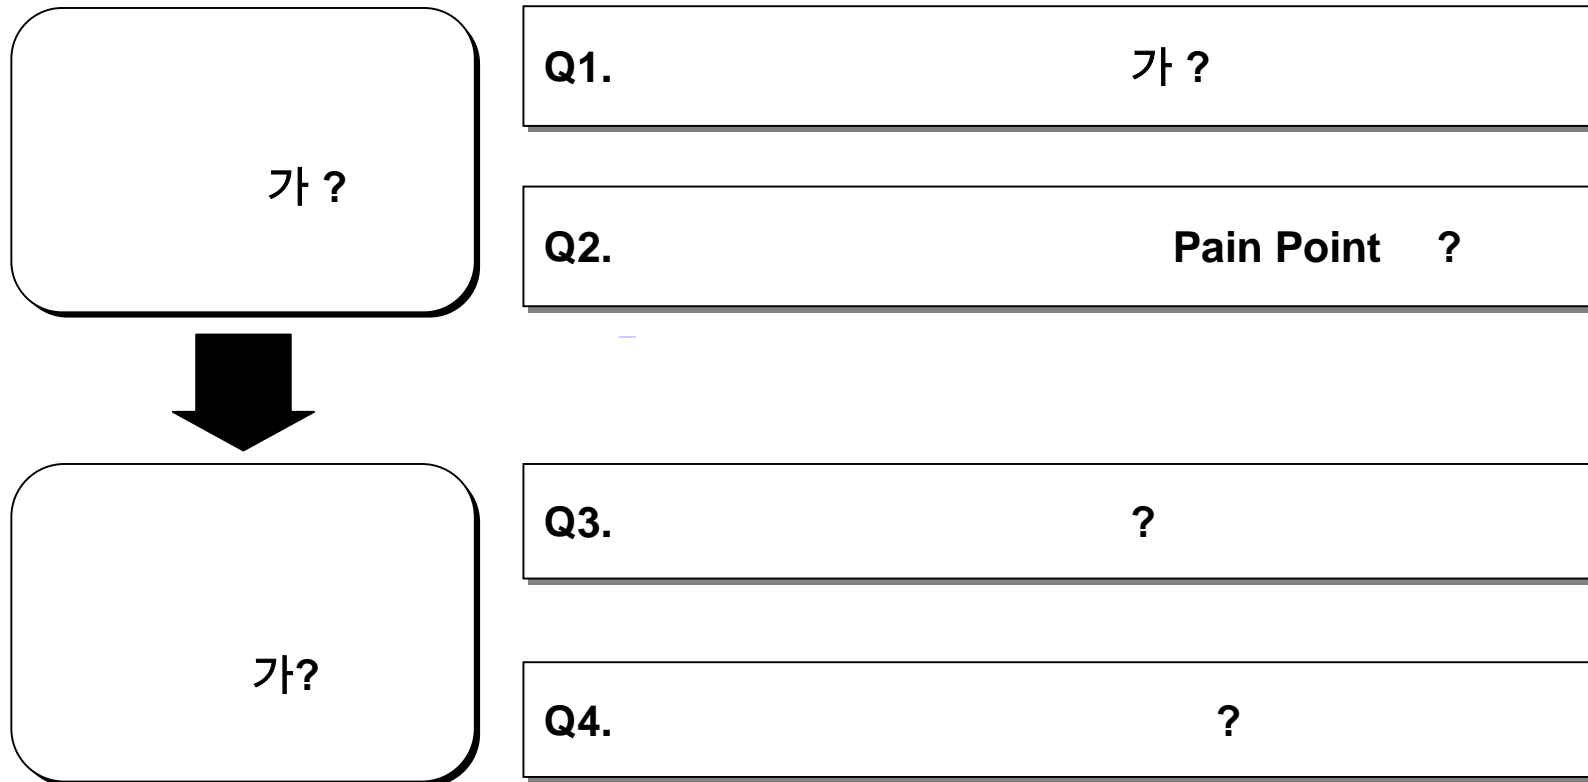 가 ?
Q1. 가 ?
Q2. Pain Point ?
가?
Q3. ?
Q4. ?